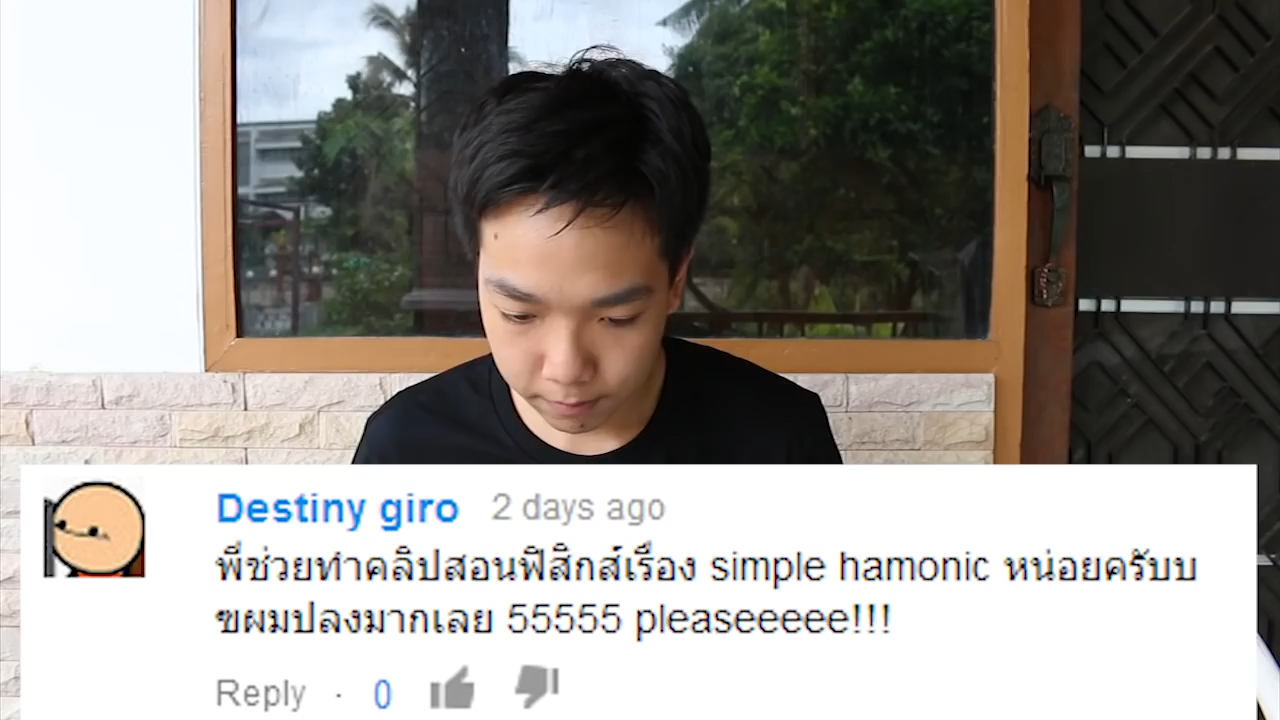 Destiny giro 2 days ago
พี่ช่วยทำคลิปสอนฟิสิกส์เรื่อง simple hamonic หน่อยครับบ
ฃผมปลงมากเลย 55555 pleaseeeee!!!
Reply · 0